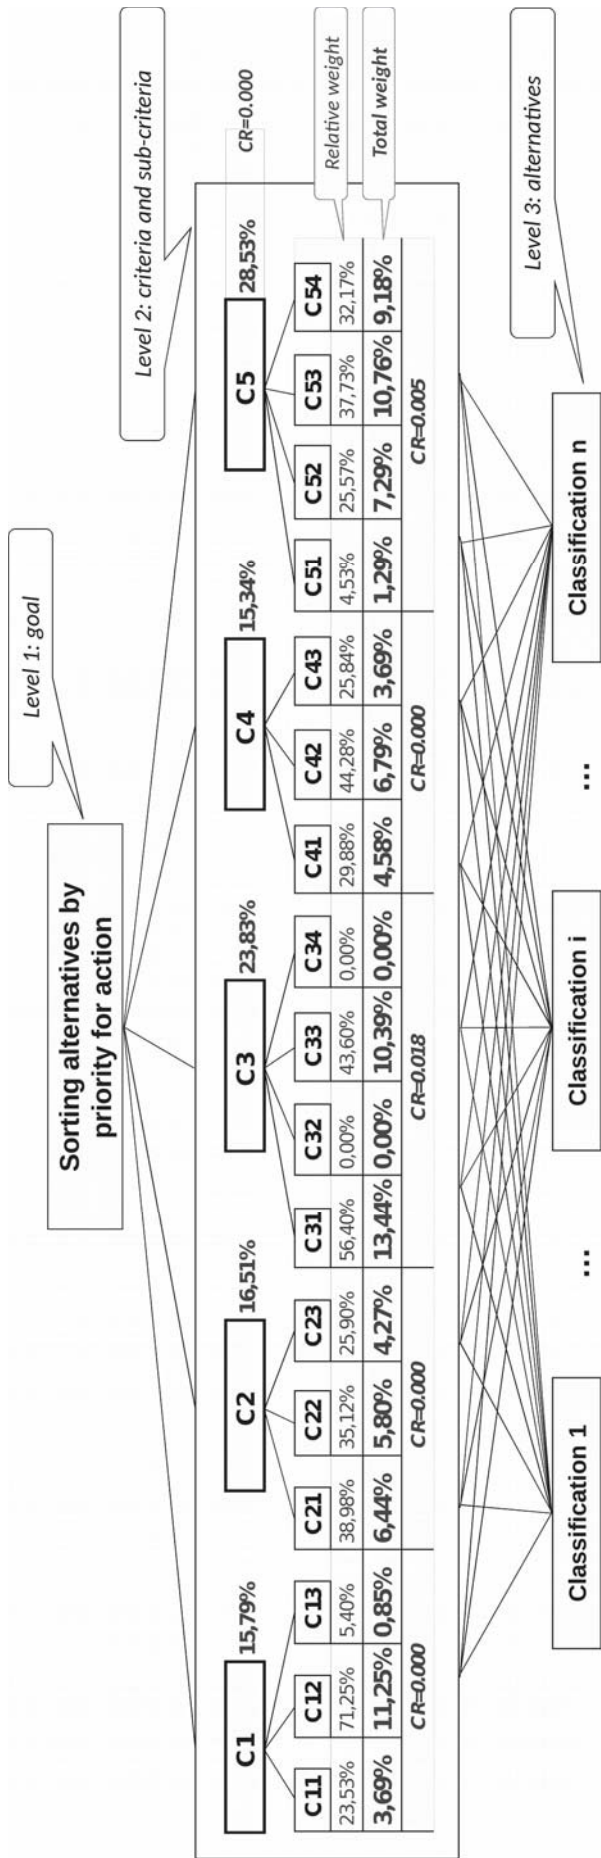 Level 1: goal
Sorting alternatives by
priority for action
Level 2: criteria and sub-criteria
C1 15,79% C2 16,51% C3 23,83% C4 15,34% C5 28,53% CR=0.000
C11 C12 C13 C21 C22 C23 C31 C32 C33 C34 C41 C42 C43 C51 C52 C53 C54
23,53% 71,25% 5,40% 38,98% 35,12% 25,90% 56,40% 0,00% 43,60% 0,00% 29,88% 44,28% 25,84% 4,53% 25,57% 37,73% 32,17% Relative weight
3,69% 11,25% 0,85% 6,44% 5,80% 4,27% 13,44% 0,00% 10,39% 0,00% 4,58% 6,79% 3,69% 1,29% 7,29% 10,76% 9,18% Total weight
CR=0.000 CR=0.000 CR=0.018 CR=0.000 CR=0.005
Level 3: alternatives
Classification 1 ... Classification i ... Classification n